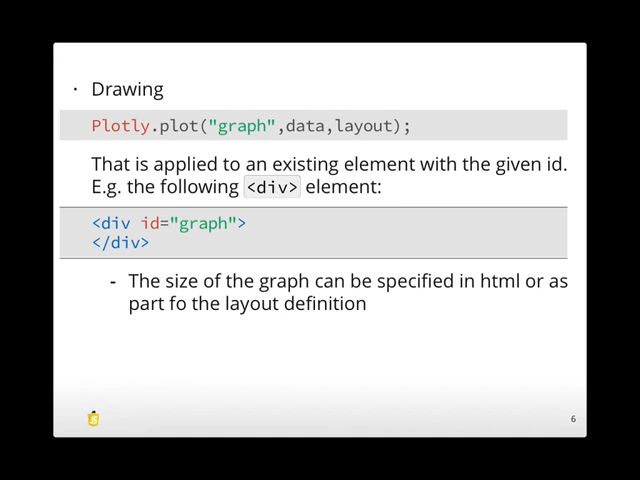 · Drawing
Plotly.plot("graph",data,layout);
That is applied to an existing element with the given id.
E.g. the following <div> element:
<div id="graph">
</div>
- The size of the graph can be specified in html or as
part fo the layout definition
6